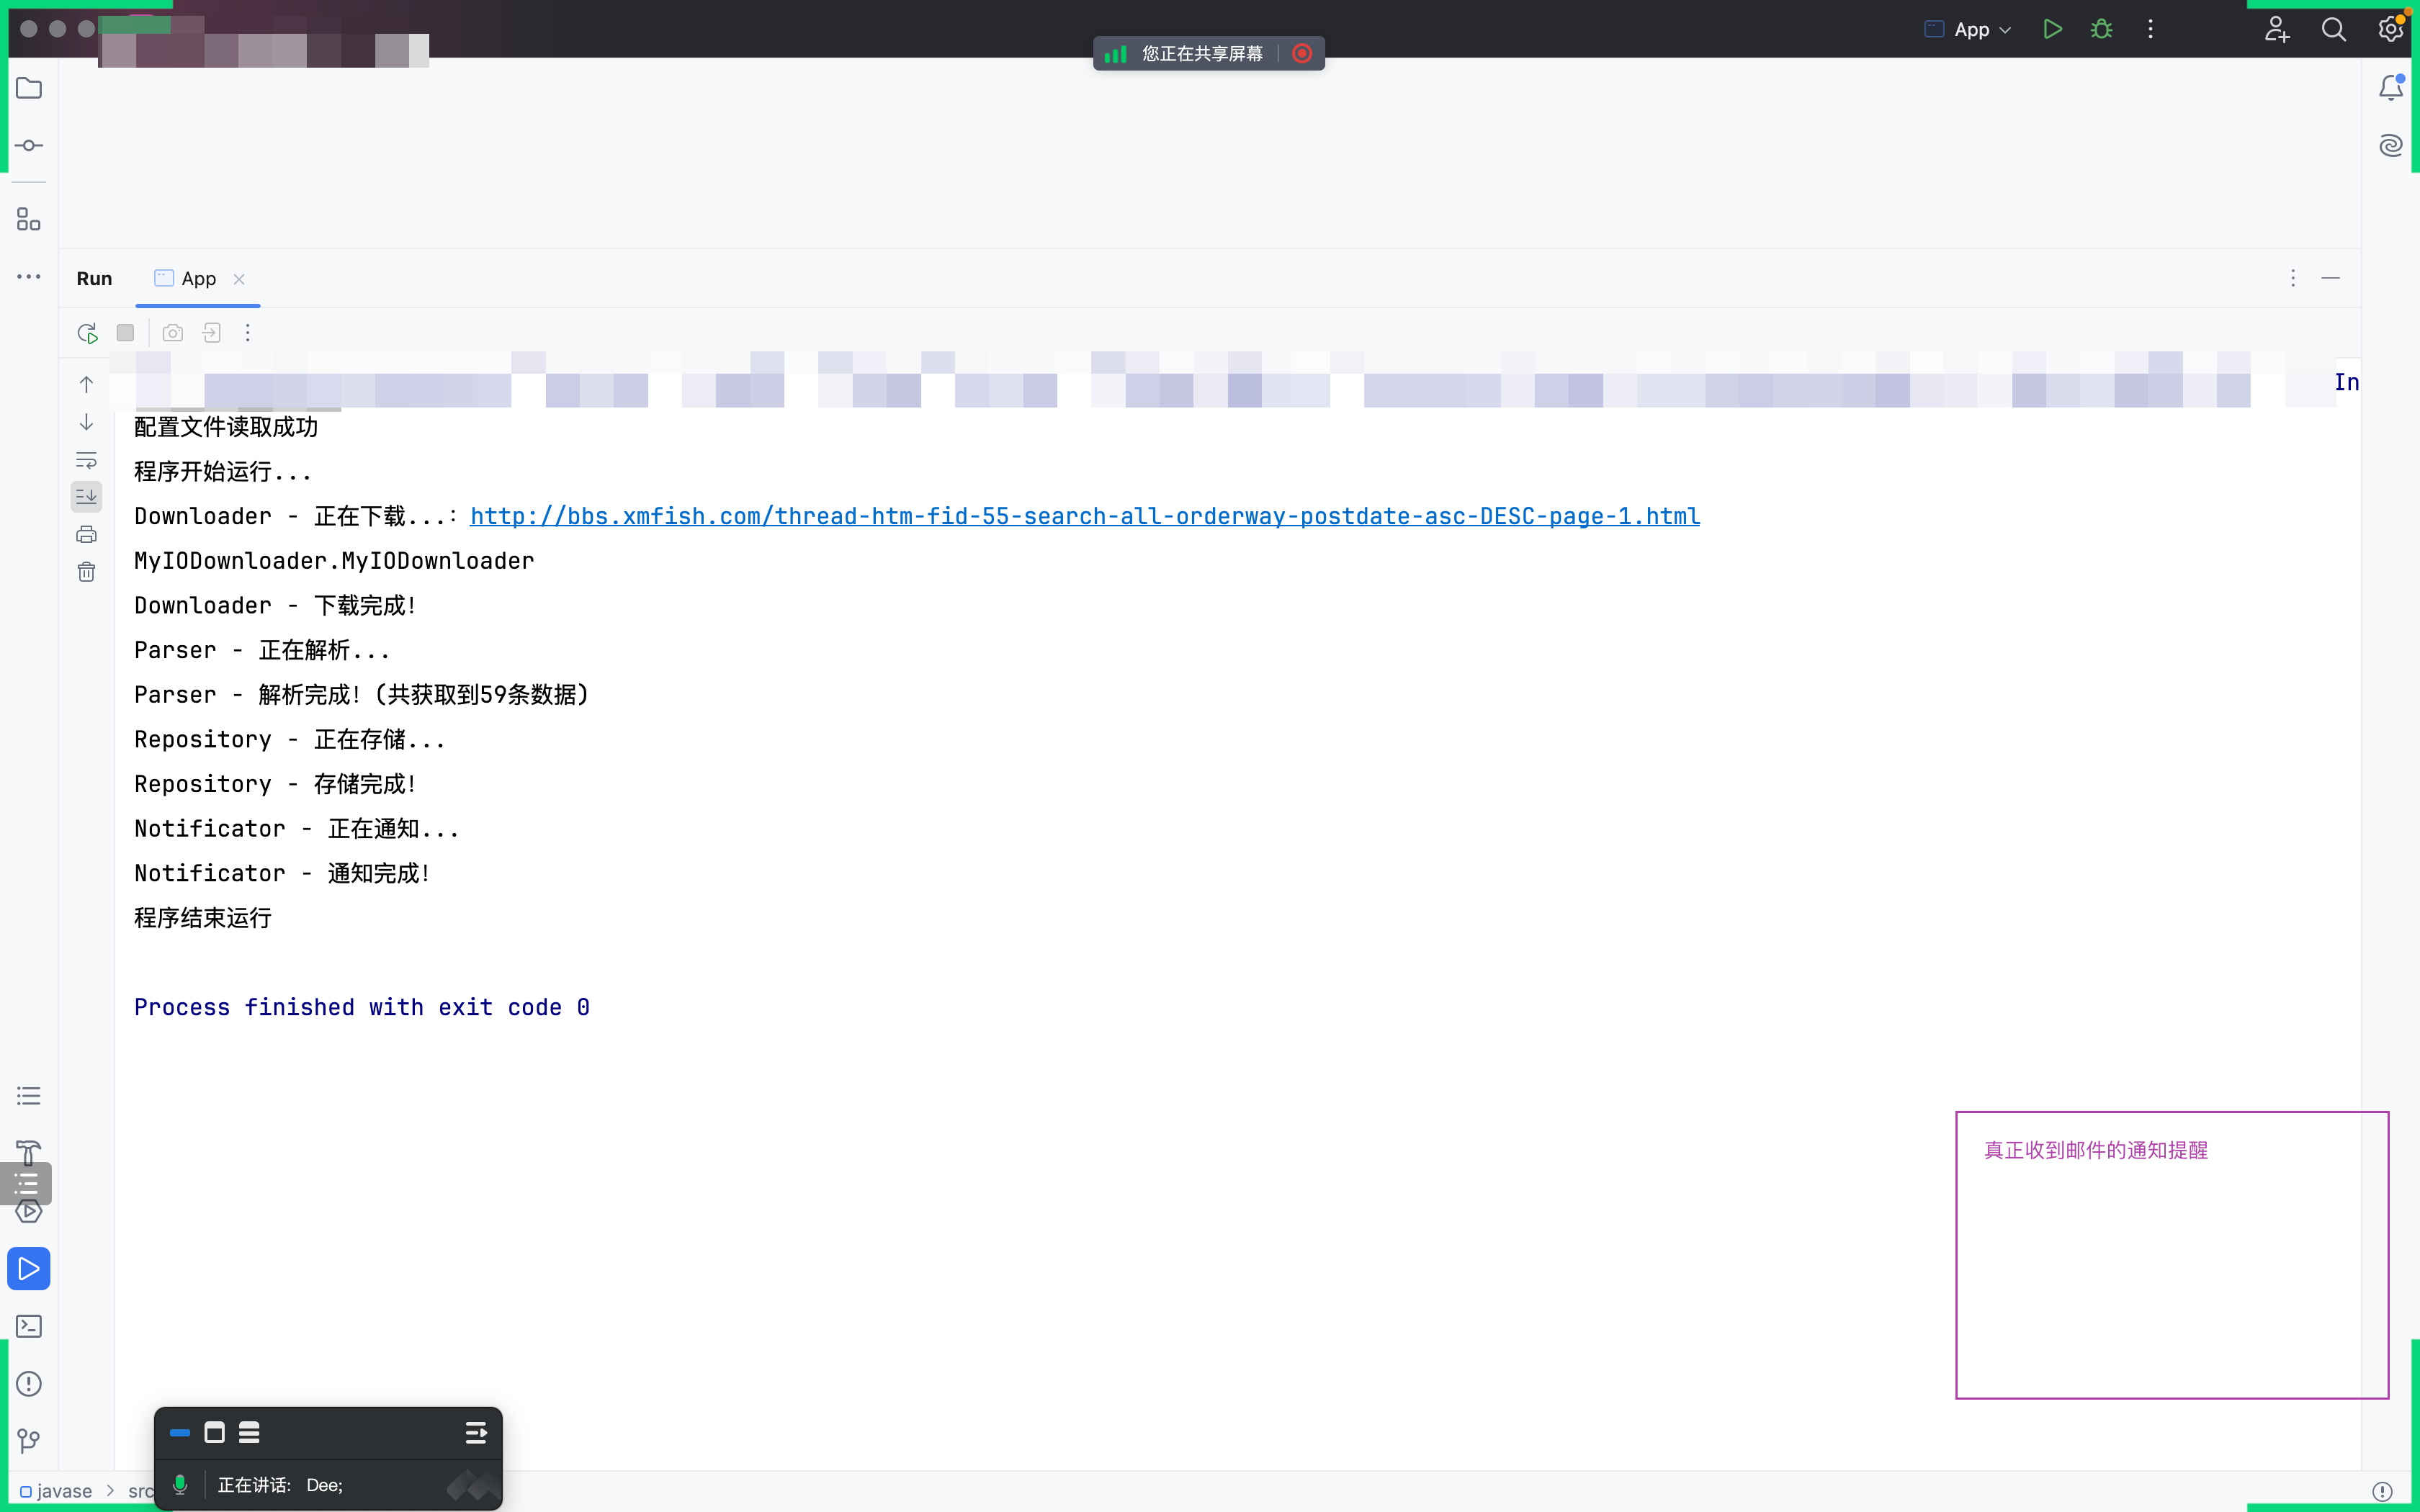 App
您正在共享屏幕
Run
App
In
配置文件读取成功
程序开始运行...
Downloader - 正在下载...: http://bbs.xmfish.com/thread-htm-fid-55-search-all-orderway-postdate-asc-DESC-page-1.html
MyIODownloader.MyIODownloader
Downloader - 下载完成!
Parser - 正在解析...
Parser - 解析完成! (共获取到59条数据)
Repository - 正在存储...
Repository - 存储完成!
Notificator - 正在通知...
Notificator - 通知完成!
程序结束运行
Process finished with exit code 0
真正收到邮件的通知提醒
正在讲话: Dee;
javase > src